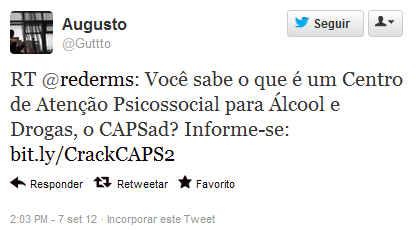 Augusto
@Guttto
Seguir
RT @rederms: Você sabe o que é um Centro
de Atenção Psicossocial para Álcool e
Drogas, o CAPSad? Informe-se:
bit.ly/CrackCAPS2
Responder Retweetar Favorito
2:03 PM - 7 set 12 · Incorporar este Tweet